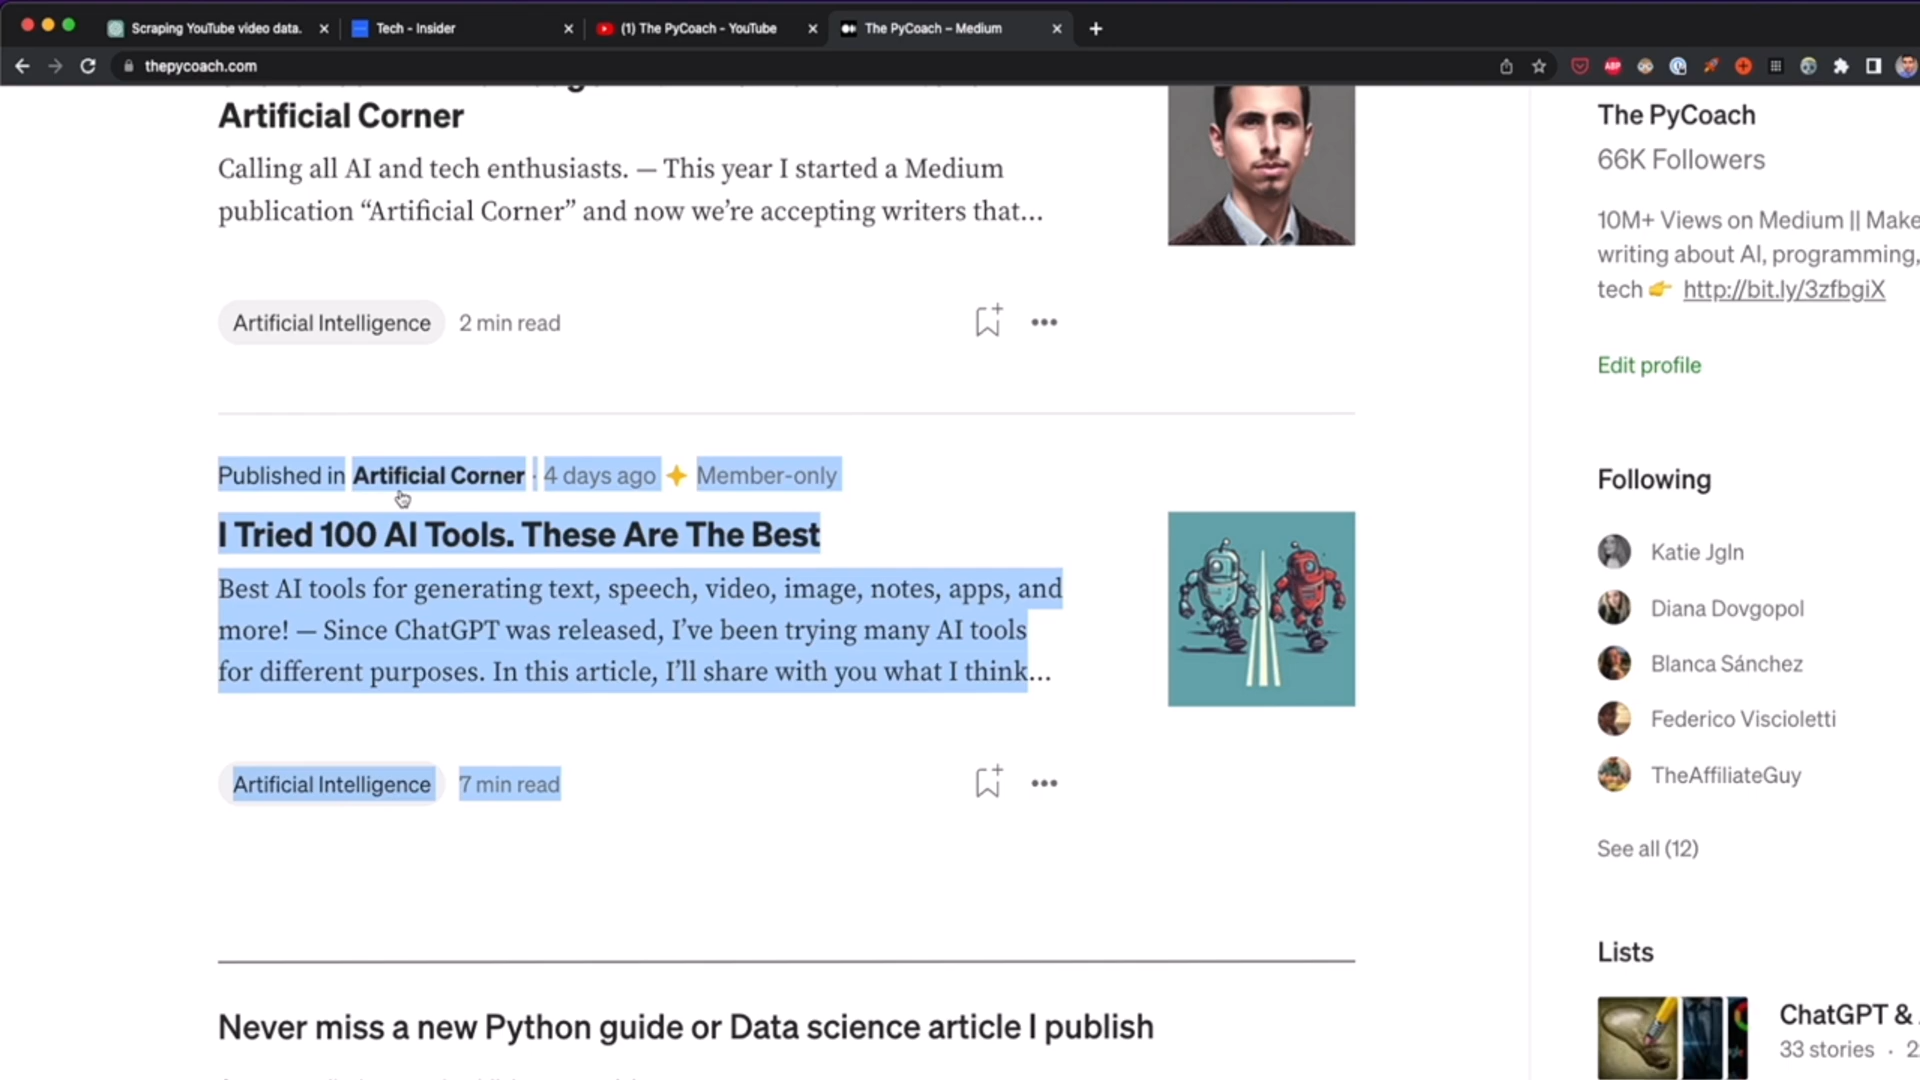 Scraping YouTube video data.
Tech - Insider
(1) The PyCoach - YouTube
The PyCoach – Medium
thepycoach.com
ABP
Artificial Corner
Calling all AI and tech enthusiasts. — This year I started a Medium
publication “Artificial Corner” and now we’re accepting writers that...
Artificial Intelligence 2 min read
Published in Artificial Corner · 4 days ago Member-only
I Tried 100 AI Tools. These Are The Best
Best AI tools for generating text, speech, video, image, notes, apps, and
more! — Since ChatGPT was released, I’ve been trying many AI tools
for different purposes. In this article, I’ll share with you what I think...
Artificial Intelligence 7 min read
Never miss a new Python guide or Data science article I publish
The PyCoach
66K Followers
10M+ Views on Medium || Make
writing about AI, programming,
tech 👉 http://bit.ly/3zfbgiX
Edit profile
Following
Katie Jgln
Diana Dovgopol
Blanca Sánchez
Federico Viscioletti
TheAffiliateGuy
See all (12)
Lists
ChatGPT &
33 stories · 2